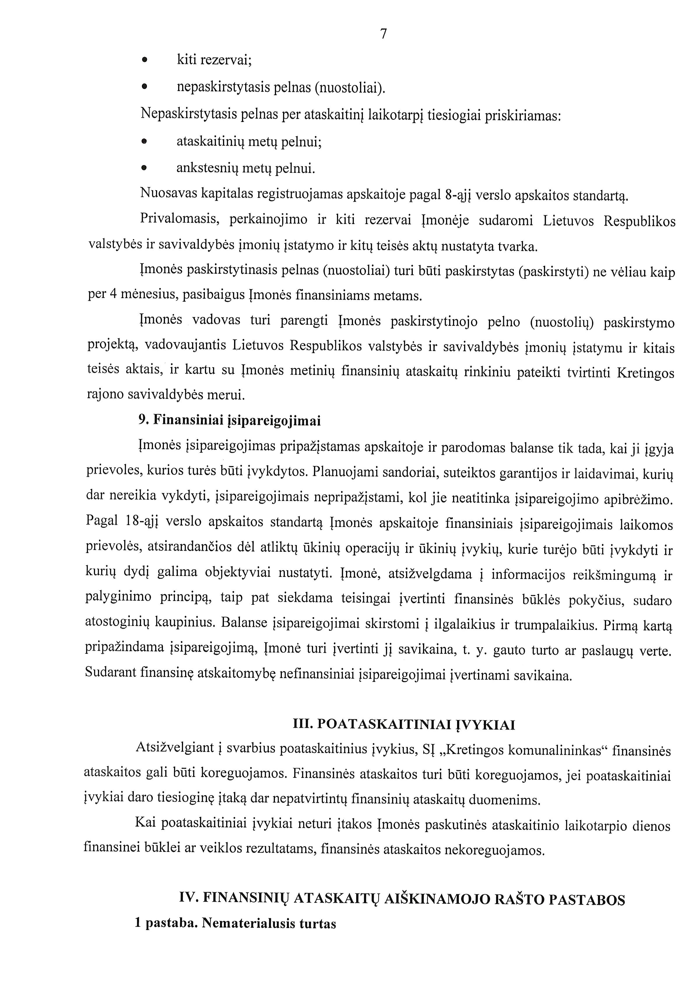 7
• kiti rezervai;
• nepaskirstytasis pelnas (nuostoliai).
Nepaskirstytasis pelnas per ataskaitinį laikotarpį tiesiogiai priskiriamas:
• ataskaitinių metų pelnui;
• ankstesnių metų pelnui.
Nuosavas kapitalas registruojamas apskaitoje pagal 8-ąjį verslo apskaitos standartą.
Privalomasis, perkainojimo ir kiti rezervai Įmonėje sudaromi Lietuvos Respublikos
valstybės ir savivaldybės įmonių įstatymo ir kitų teisės aktų nustatyta tvarka.
Įmonės paskirstytinasis pelnas (nuostoliai) turi būti paskirstytas (paskirstyti) ne vėliau kaip
per 4 mėnesius, pasibaigus Įmonės finansiniams metams.
Įmonės vadovas turi parengti Įmonės paskirstytinojo pelno (nuostolių) paskirstymo
projektą, vadovaujantis Lietuvos Respublikos valstybės ir savivaldybės įmonių įstatymu ir kitais
teisės aktais, ir kartu su Įmonės metinių finansinių ataskaitų rinkiniu pateikti tvirtinti Kretingos
rajono savivaldybės merui.
9. Finansiniai įsipareigojimai
Įmonės įsipareigojimas pripažįstamas apskaitoje ir parodomas balanse tik tada, kai ji įgyja
prievoles, kurios turės būti įvykdytos. Planuojami sandoriai, suteiktos garantijos ir laidavimai, kurių
dar nereikia vykdyti, įsipareigojimais nepripažįstami, kol jie neatitinka įsipareigojimo apibrėžimo.
Pagal 18-ąjį verslo apskaitos standartą Įmonės apskaitoje finansiniais įsipareigojimais laikomos
prievolės, atsirandančios dėl atliktų ūkinių operacijų ir ūkinių įvykių, kurie turėjo būti įvykdyti ir
kurių dydį galima objektyviai nustatyti. Įmonė, atsižvelgdama į informacijos reikšmingumą ir
palyginimo principą, taip pat siekdama teisingai įvertinti finansinės būklės pokyčius, sudaro
atostoginių kaupinius. Balanse įsipareigojimai skirstomi į ilgalaikius ir trumpalaikius. Pirmą kartą
pripažindama įsipareigojimą, Įmonė turi įvertinti jį savikaina, t. y. gauto turto ar paslaugų verte.
Sudarant finansinę atskaitomybę nefinansiniai įsipareigojimai įvertinami savikaina.
III. POATASKAITINIAI ĮVYKIAI
Atsižvelgiant į svarbius poataskaitinius įvykius, SĮ „Kretingos komunalininkas“ finansinės
ataskaitos gali būti koreguojamos. Finansinės ataskaitos turi būti koreguojamos, jei poataskaitiniai
įvykiai daro tiesioginę įtaką dar nepatvirtintų finansinių ataskaitų duomenims.
Kai poataskaitiniai įvykiai neturi įtakos Įmonės paskutinės ataskaitinio laikotarpio dienos
finansinei būklei ar veiklos rezultatams, finansinės ataskaitos nekoreguojamos.
IV. FINANSINIŲ ATASKAITŲ AIŠKINAMOJO RAŠTO PASTABOS
1 pastaba. Nematerialusis turtas